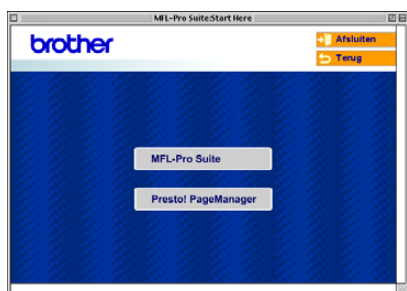 MFL-Pro Suite:Start Here
brother
Afsluiten
Terug
MFL-Pro Suite
Presto! PageManager